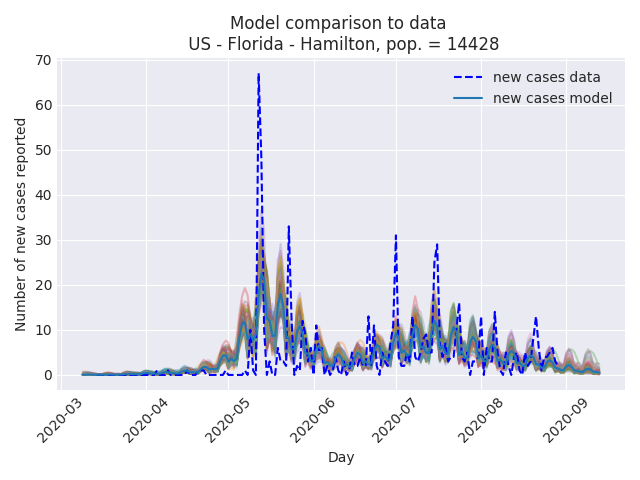 Model comparison to data
US - Florida - Hamilton, pop. = 14428
new cases data
new cases model
Number of new cases reported
70
60
50
40
30
20
10
0
2020-03
2020-04
2020-05
2020-06
2020-07
2020-08
2020-09
Day